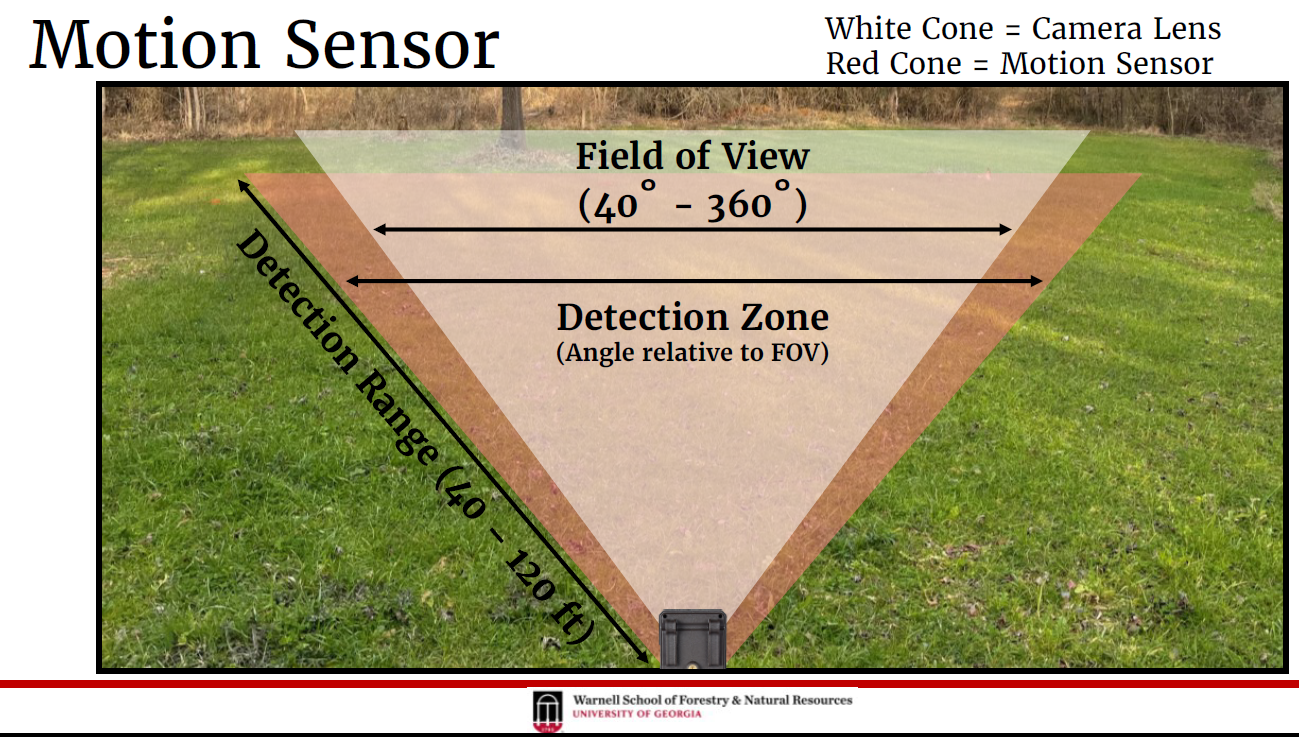 Motion Sensor
White Cone = Camera Lens
Red Cone = Motion Sensor
Field of View
(40° - 360°)
Detection Zone
(Angle relative to FOV)
Detection Range (40 – 120 ft)
Warnell School of Forestry & Natural Resources
UNIVERSITY OF GEORGIA